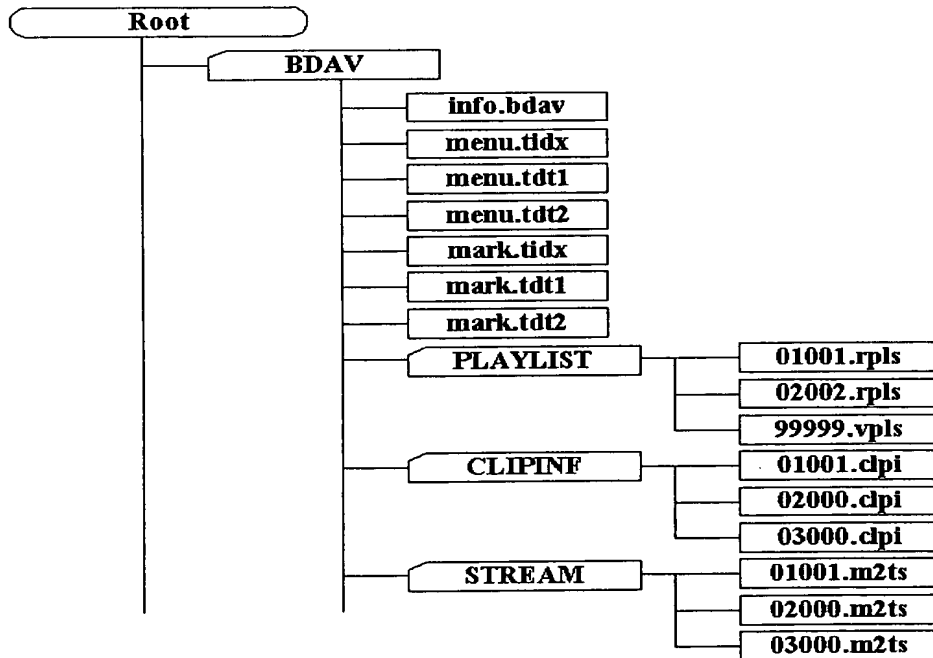 Root
BDAV
info.bdav
menu.tidx
menu.tdt1
menu.tdt2
mark.tidx
mark.tdt1
mark.tdt2
PLAYLIST
01001.rpls
02002.rpls
99999.vpls
CLIPINF
01001.clpi
02000.clpi
03000.clpi
STREAM
01001.m2ts
02000.m2ts
03000.m2ts